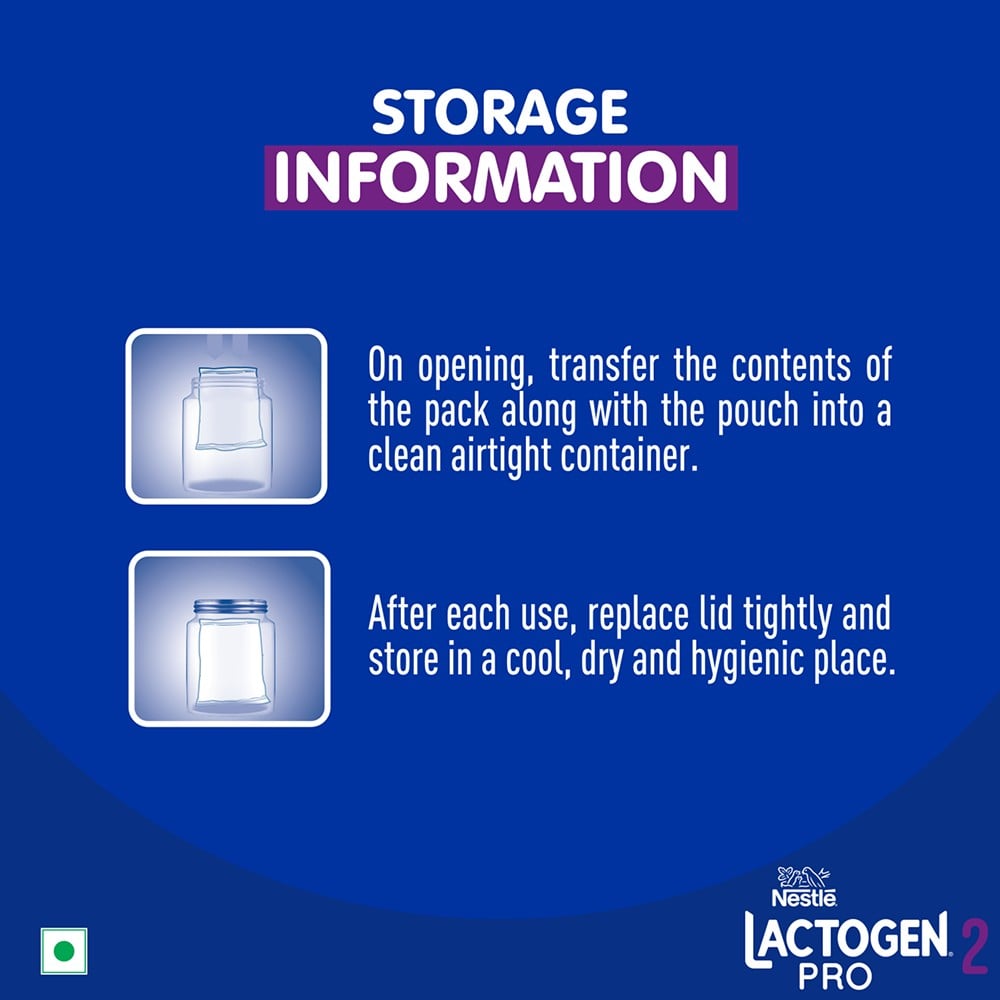 STORAGE
INFORMATION
On opening, transfer the contents of
the pack along with the pouch into a
clean airtight container.
After each use, replace lid tightly and
store in a cool, dry and hygienic place.
Nestlé
LACTOGEN 2
PRO